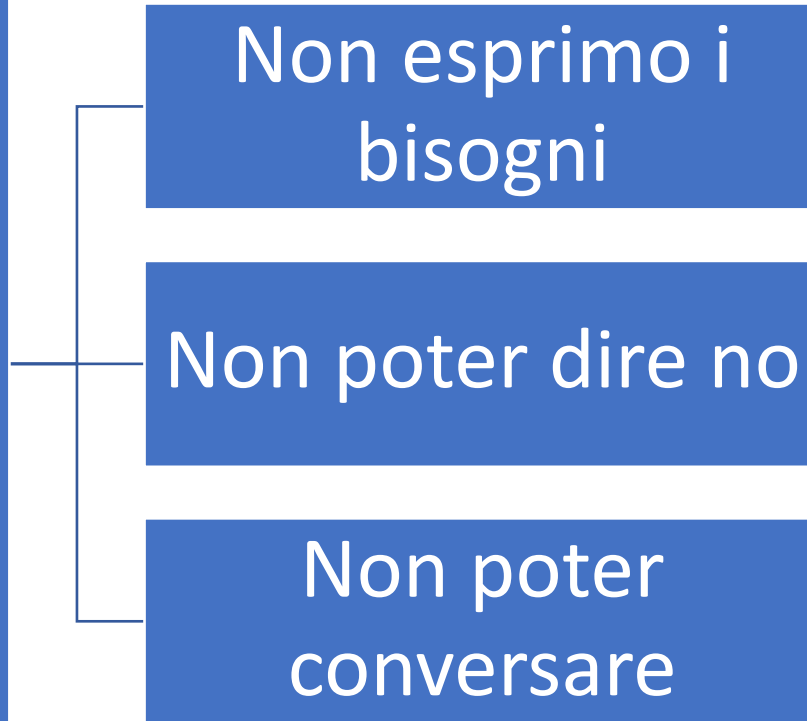 Non esprimo i
bisogni
Non poter dire no
Non poter
conversare